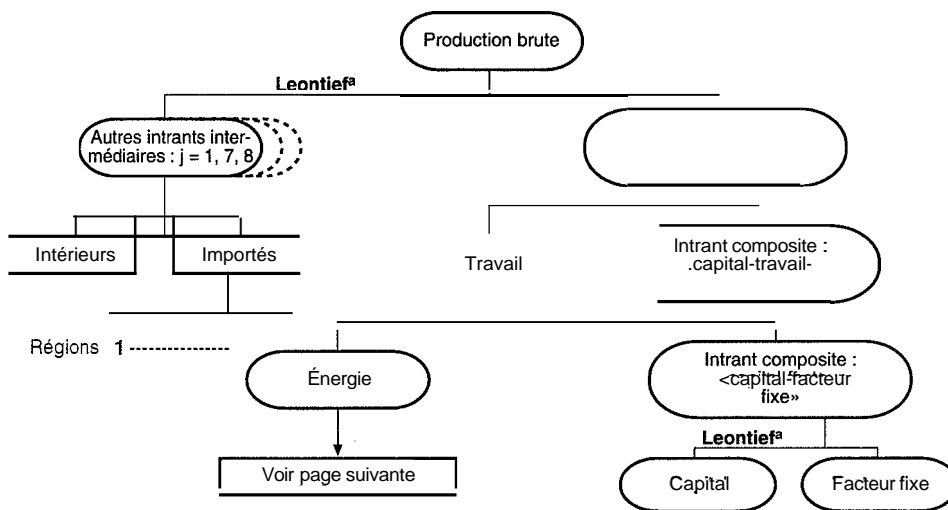 Production brute
Leontiefª
Autres intrants inter-
médiaires : j = 1, 7, 8
Intérieurs
Importés
Travail
Intrant composite :
.capital-travail-
Régions 1
Énergie
Intrant composite :
<capital-facteur
fixe»
Voir page suivante
Leontiefª
Capital
Facteur fixe